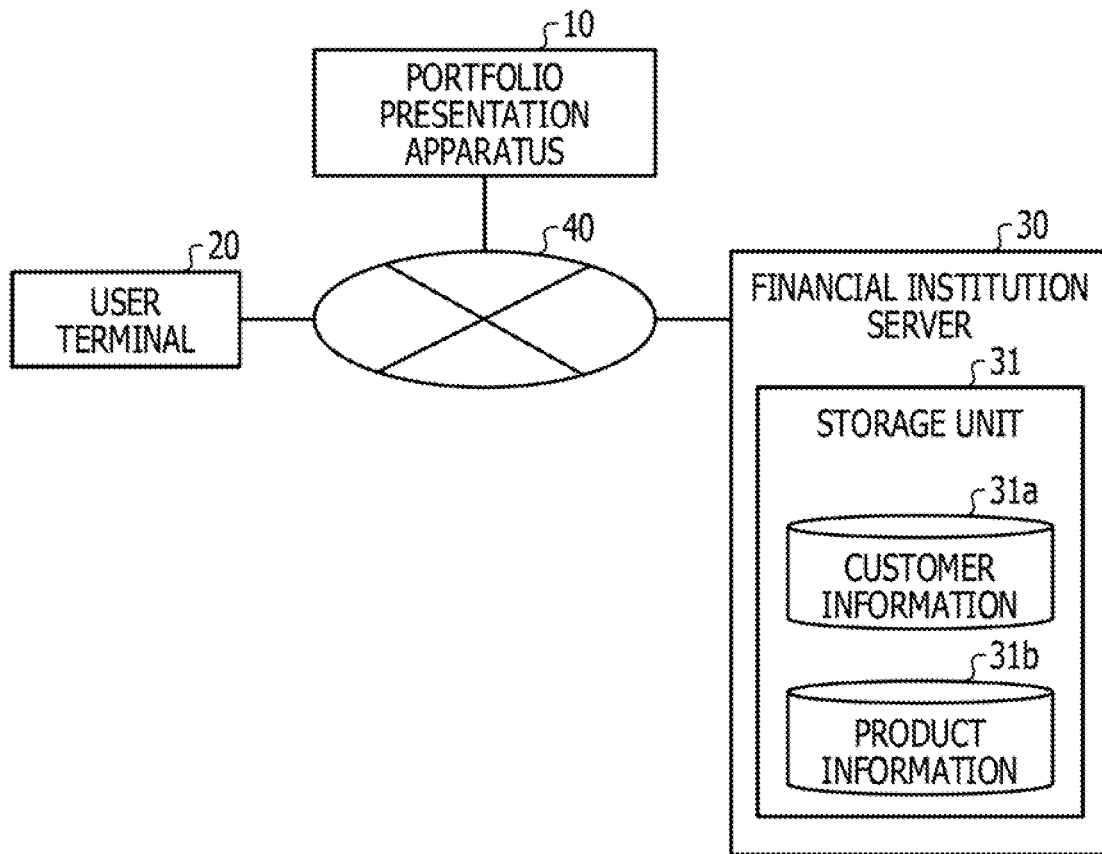 10
PORTFOLIO
PRESENTATION
APPARATUS
20
USER
TERMINAL
40
30
FINANCIAL INSTITUTION
SERVER
31
STORAGE UNIT
31a
CUSTOMER
INFORMATION
31b
PRODUCT
INFORMATION